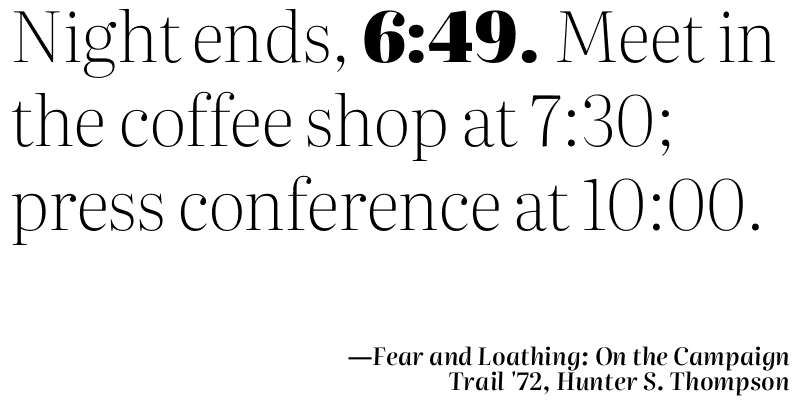 Night ends, 6:49. Meet in
the coffee shop at 7:30;
press conference at 10:00.
—Fear and Loathing: On the Campaign
Trail '72, Hunter S. Thompson